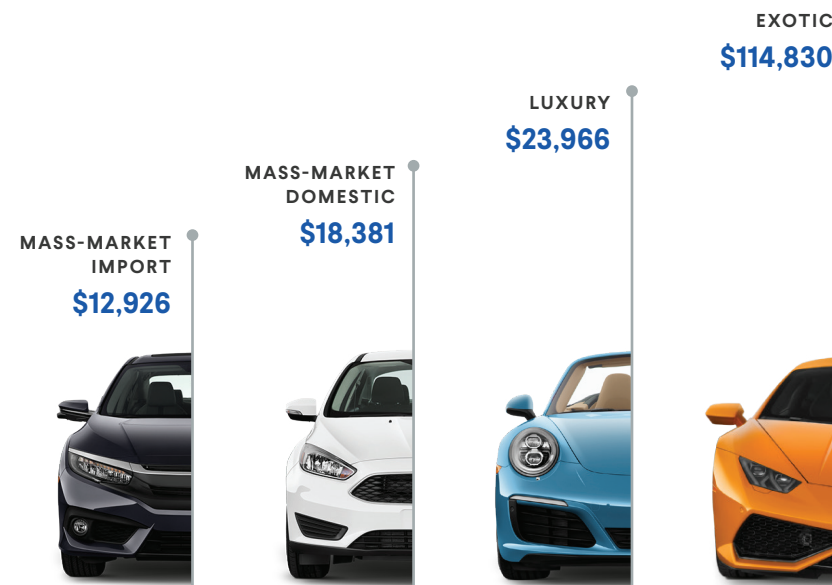 EXOTIC
$114,830
LUXURY
$23,966
MASS-MARKET
DOMESTIC
$18,381
MASS-MARKET
IMPORT
$12,926